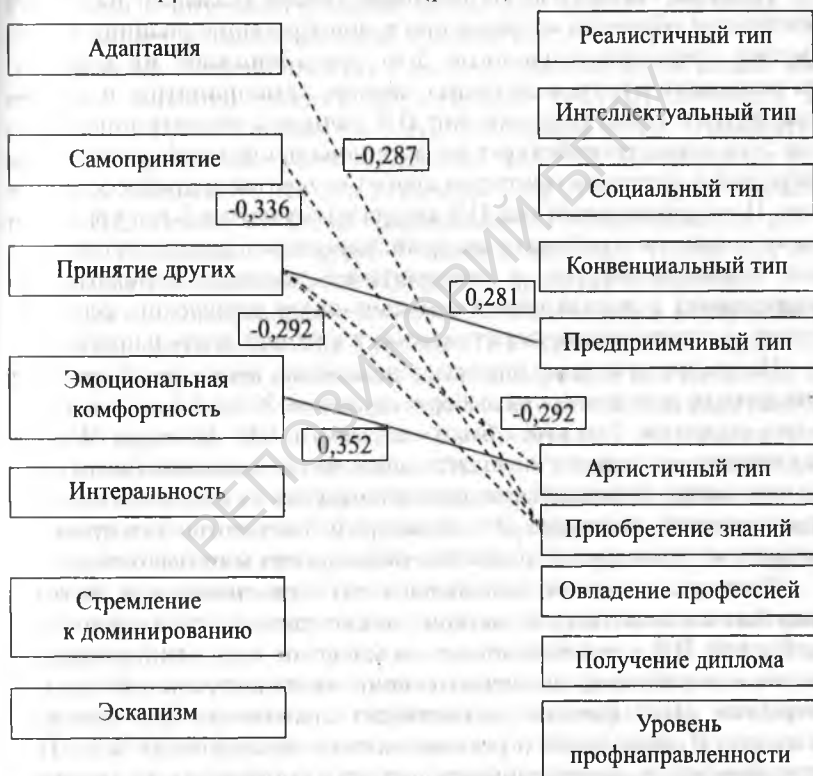 Адаптация
Самопринятие
Принятие других
Эмоциональная
комфортность
Интеральность
Стремление
к доминированию
Эскапизм
-0,287
-0,336
0,281
-0,292
-0,292
0,352
Реалистичный тип
Интеллектуальный тип
Социальный тип
Конвенциальный тип
Предприимчивый тип
Артистичный тип
Приобретение знаний
Овладение профессией
Получение диплома
Уровень
профнаправленности
РЕПОЗИТОРИЙ БГПУ